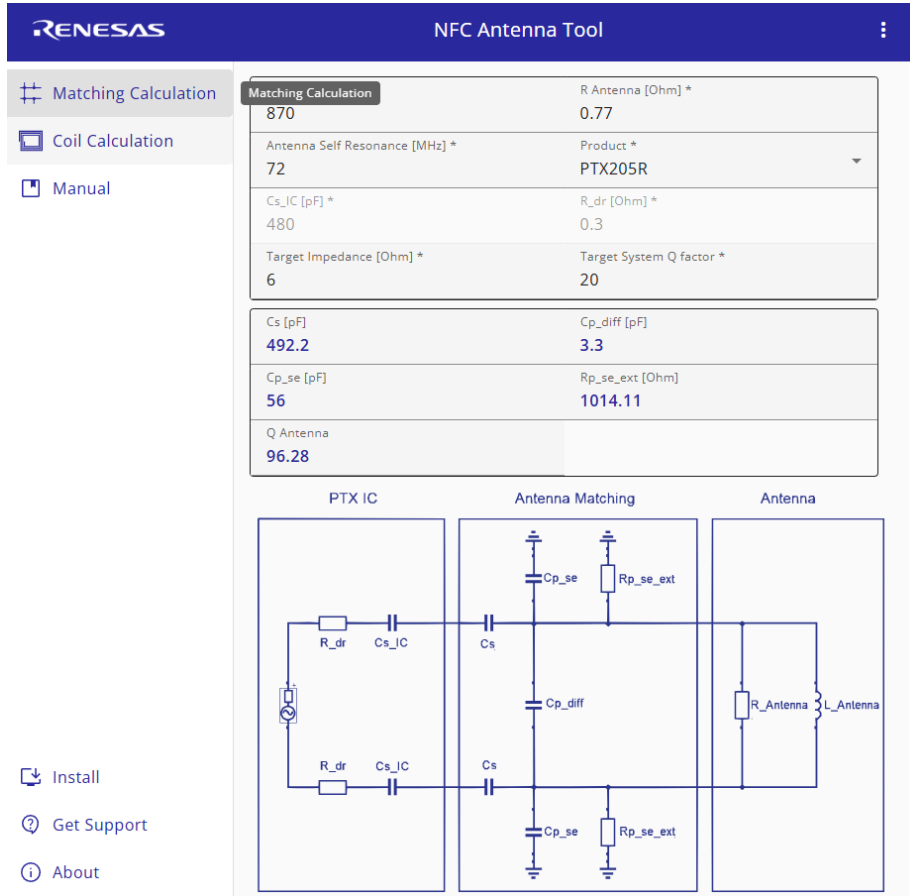 RENESAS
NFC Antenna Tool
Matching Calculation
Coil Calculation
Manual
Install
Get Support
About
Matching Calculation
870
R Antenna [Ohm] *
0.77
Antenna Self Resonance [MHz] *
72
Product *
PTX205R
Cs_IC [pF] *
480
R_dr [Ohm] *
0.3
Target Impedance [Ohm] *
6
Target System Q factor *
20
Cs [pF]
492.2
Cp_diff [pF]
3.3
Cp_se [pF]
56
Rp_se_ext [Ohm]
1014.11
Q Antenna
96.28
PTX IC
Antenna Matching
Antenna
Cp_se
Rp_se_ext
R_dr
Cs_IC
Cs
Cp_diff
R_Antenna
L_Antenna
R_dr
Cs_IC
Cs
Cp_se
Rp_se_ext